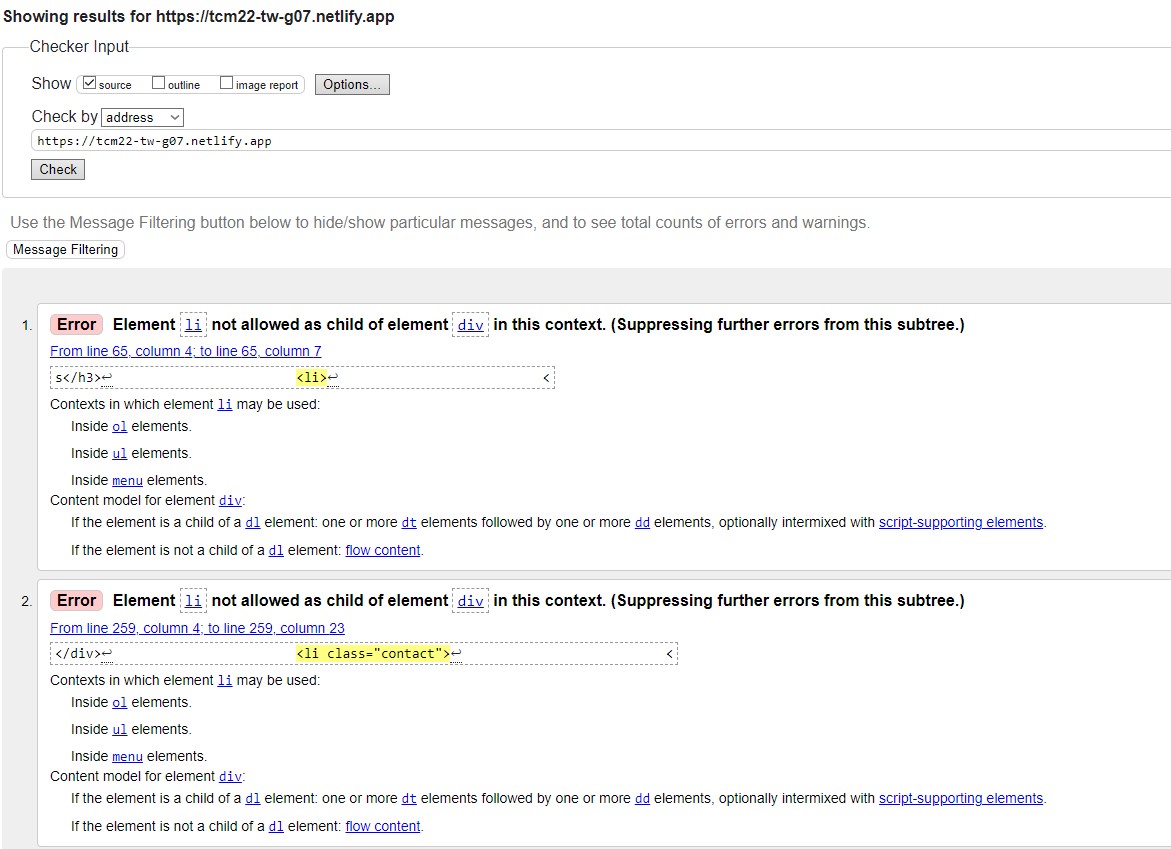 Showing results for https://tcm22-tw-g07.netlify.app
Checker Input
Show source outline image report Options...
Check by address
https://tcm22-tw-g07.netlify.app
Check
Use the Message Filtering button below to hide/show particular messages, and to see total counts of errors and warnings.
Message Filtering
1. Error Element li not allowed as child of element div in this context. (Suppressing further errors from this subtree.)
From line 65, column 4; to line 65, column 7
s</h3>↩ <li>↩ <
Contexts in which element li may be used:
Inside ol elements.
Inside ul elements.
Inside menu elements.
Content model for element div:
If the element is a child of a dl element: one or more dt elements followed by one or more dd elements, optionally intermixed with script-supporting elements.
If the element is not a child of a dl element: flow content.
2. Error Element li not allowed as child of element div in this context. (Suppressing further errors from this subtree.)
From line 259, column 4; to line 259, column 23
</div>↩ <li class="contact">↩ <
Contexts in which element li may be used:
Inside ol elements.
Inside ul elements.
Inside menu elements.
Content model for element div:
If the element is a child of a dl element: one or more dt elements followed by one or more dd elements, optionally intermixed with script-supporting elements.
If the element is not a child of a dl element: flow content.